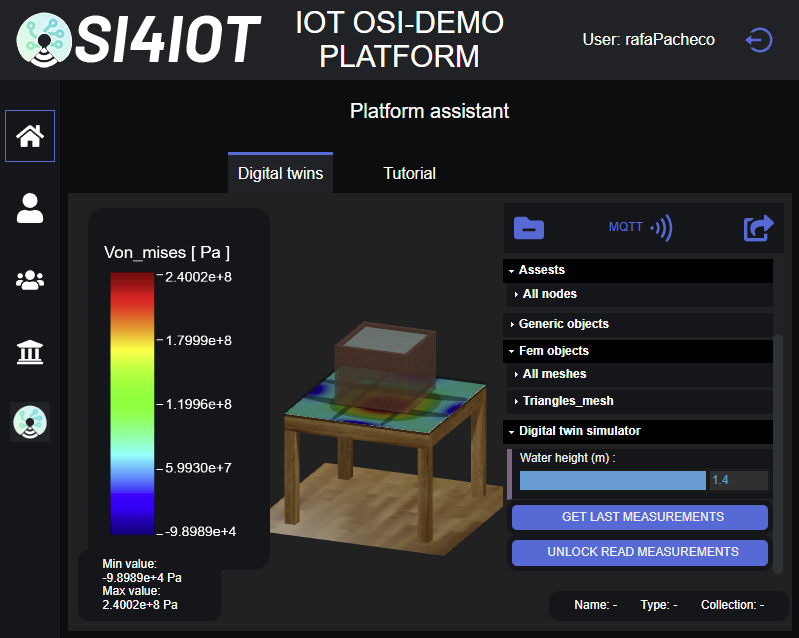 SI4IOT
IOT OSI-DEMO
PLATFORM
User: rafaPacheco
Platform assistant
Digital twins
Tutorial
Von_mises [ Pa ]
2.4002e+8
1.7999e+8
1.1996e+8
5.9930e+7
-9.8989e+4
Min value:
-9.8989e+4 Pa
Max value:
2.4002e+8 Pa
MQTT
Assests
All nodes
Generic objects
Fem objects
All meshes
Triangles_mesh
Digital twin simulator
Water height (m) :
1.4
GET LAST MEASUREMENTS
UNLOCK READ MEASUREMENTS
Name: - Type: - Collection: -